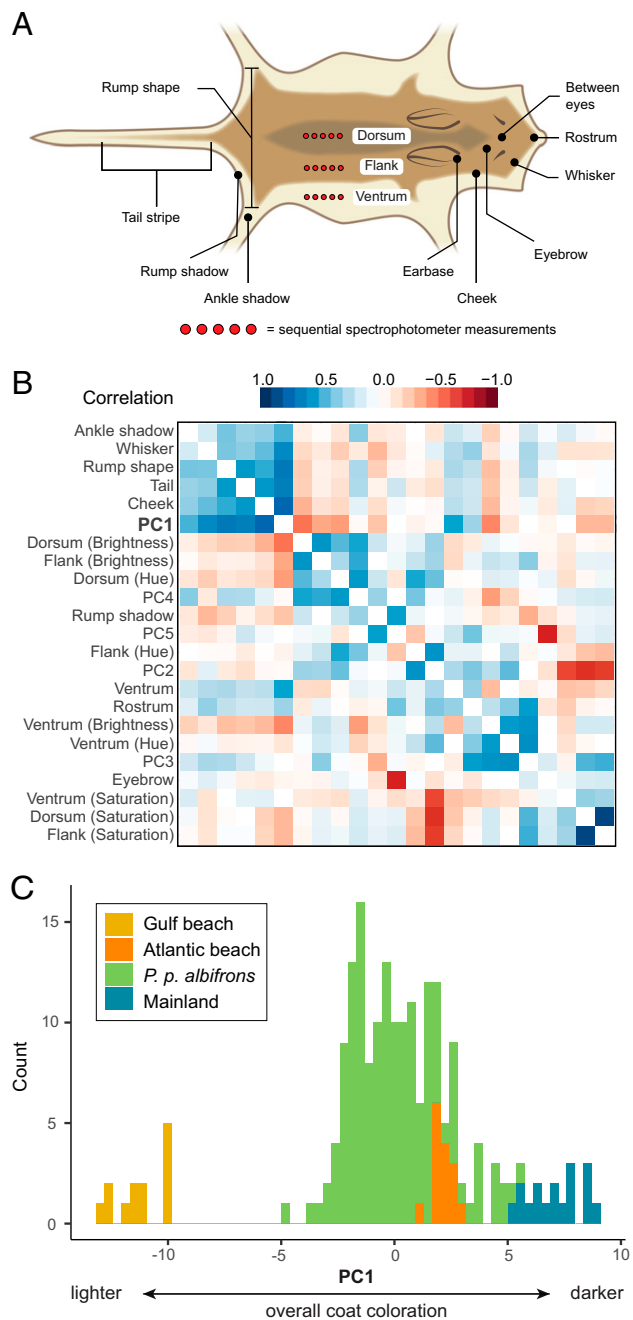 A
Rump shape
Between
eyes
Dorsum
Rostrum
Flank
Whisker
Ventrum
Tail stripe
Eyebrow
Rump shadow
Earbase
Ankle shadow
Cheek
= sequential spectrophotometer measurements
B
Correlation
1.0 0.5 0.0 −0.5 −1.0
Ankle shadow
Whisker
Rump shape
Tail
Cheek
PC1
Dorsum (Brightness)
Flank (Brightness)
Dorsum (Hue)
PC4
Rump shadow
PC5
Flank (Hue)
PC2
Ventrum
Rostrum
Ventrum (Brightness)
Ventrum (Hue)
PC3
Eyebrow
Ventrum (Saturation)
Dorsum (Saturation)
Flank (Saturation)
C
Gulf beach
Atlantic beach
P. p. albifrons
Mainland
Count
15
10
5
0
-10 -5 0 5 10
PC1
lighter darker
overall coat coloration